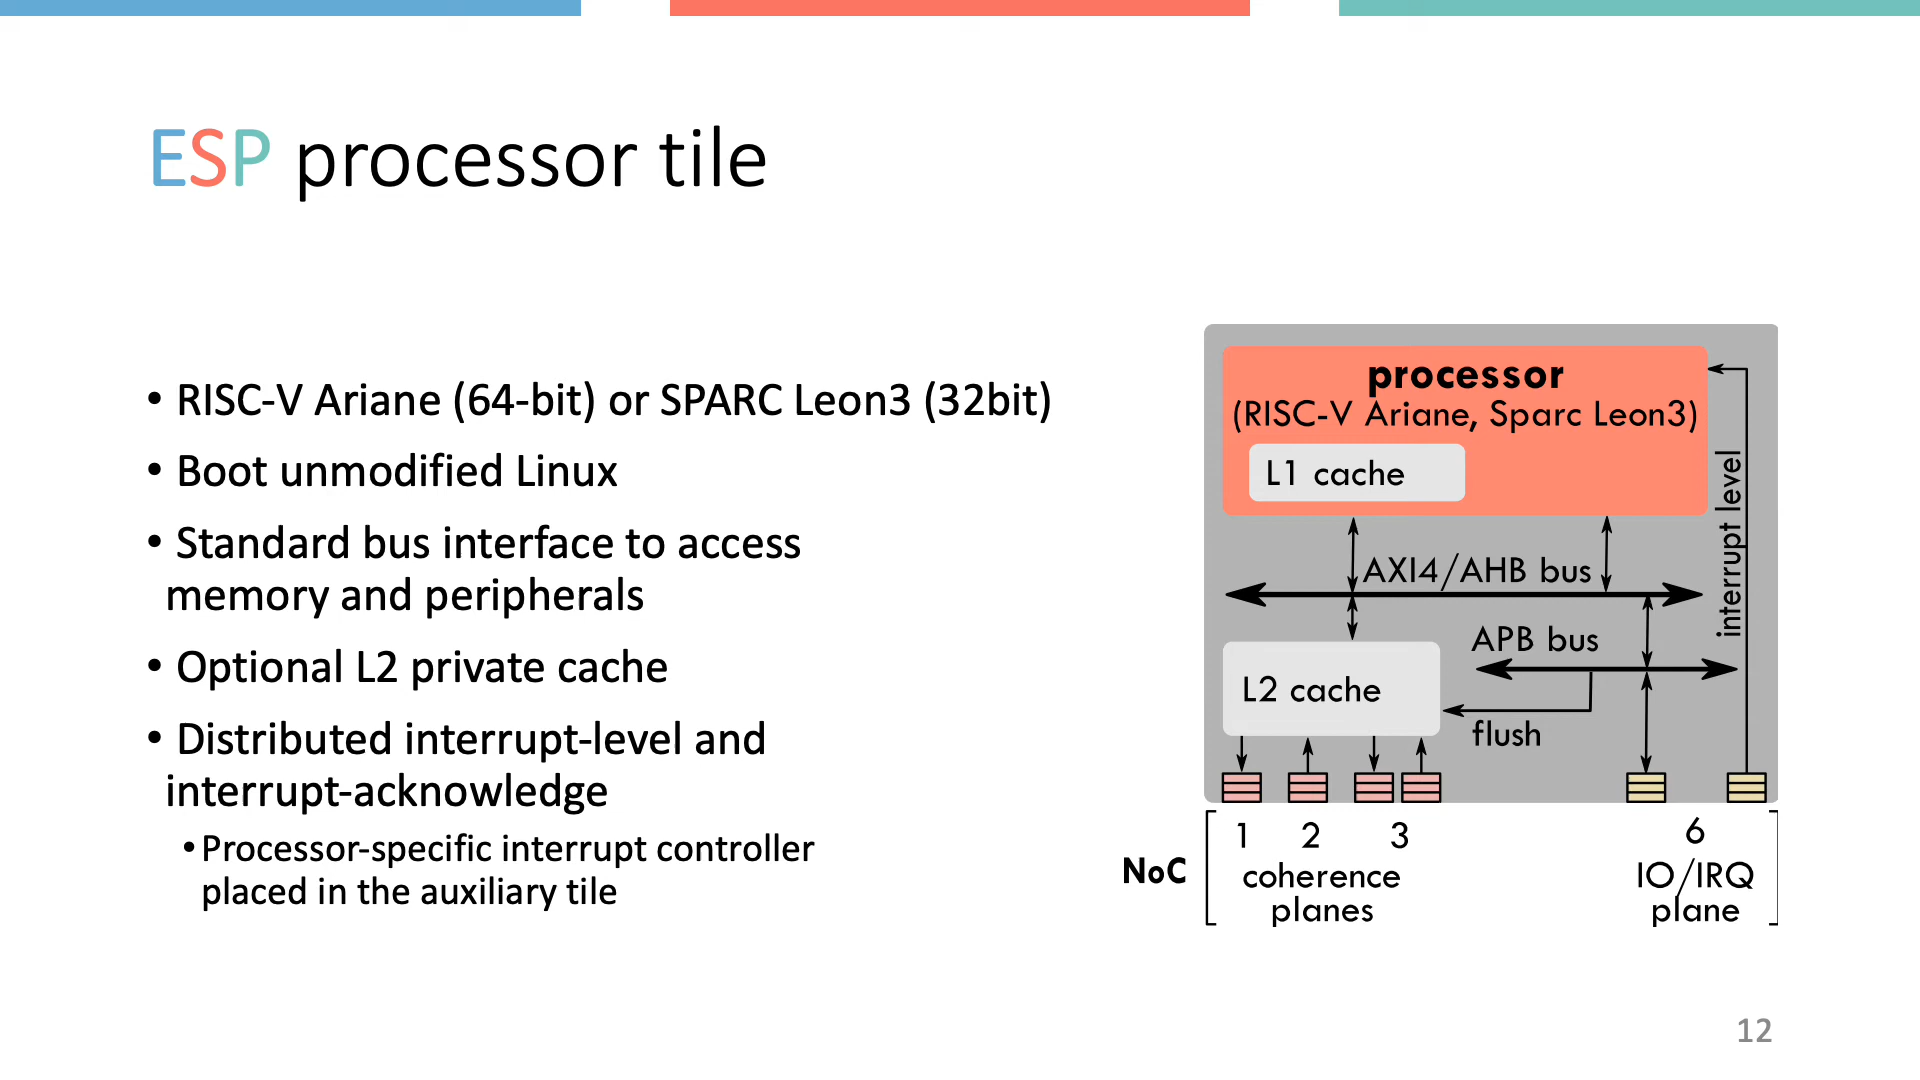 ESP processor tile
• RISC-V Ariane (64-bit) or SPARC Leon3 (32bit)
• Boot unmodified Linux
• Standard bus interface to access
memory and peripherals
• Optional L2 private cache
• Distributed interrupt-level and
interrupt-acknowledge
• Processor-specific interrupt controller
placed in the auxiliary tile
processor
(RISC-V Ariane, Sparc Leon3)
L1 cache
interrupt level
AXI4/AHB bus
APB bus
L2 cache
flush
NoC
1 2 3
coherence
planes
6
IO/IRQ
plane
12